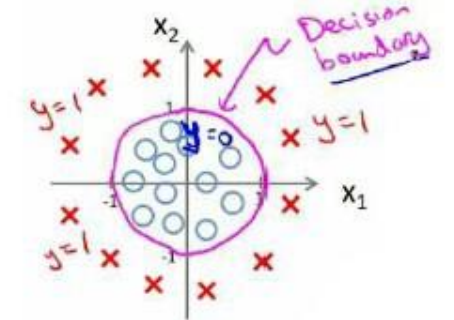 Decision
boundary
x₂
y=1
1
y=0
y=1
-1
1
x₁
y=1
-1